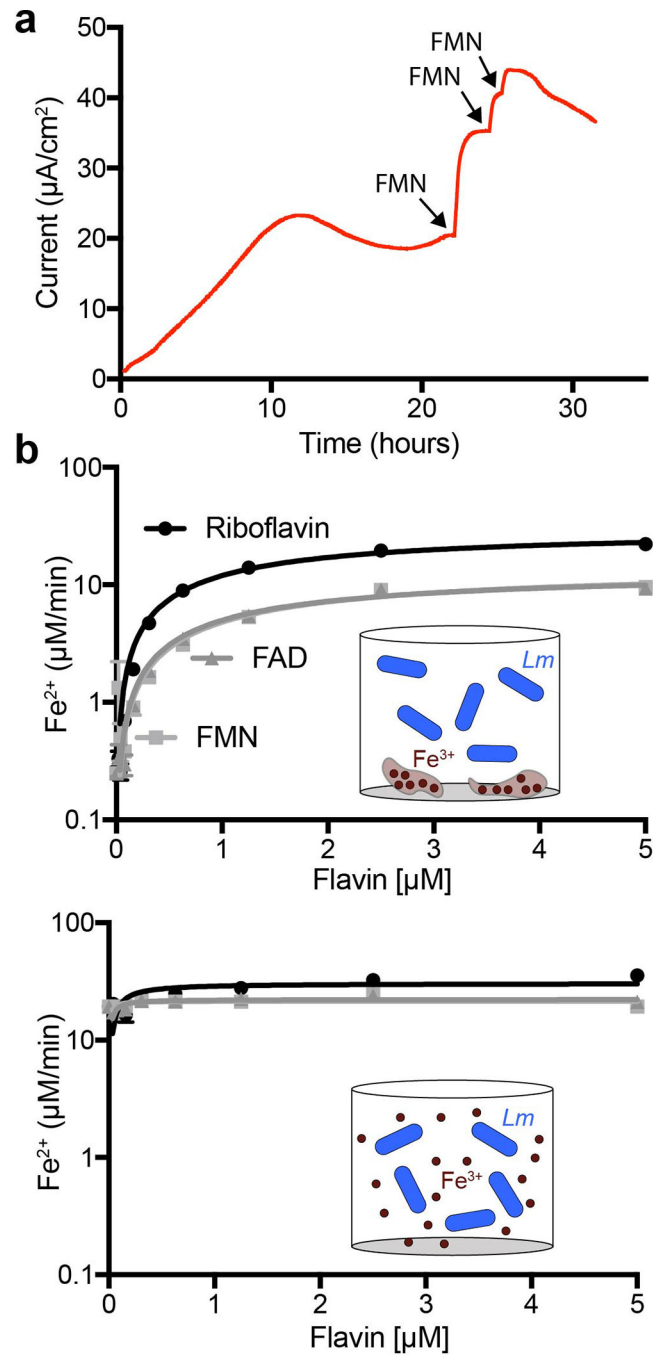 a
50
40
30
20
10
0
Current (µA/cm²)
FMN
FMN
FMN
0
10
20
30
Time (hours)
b
100
10
1
0.1
Fe²⁺ (µM/min)
Riboflavin
FAD
FMN
Lm
Fe³⁺
0
1
2
3
4
5
Flavin [µM]
100
10
1
0.1
Fe²⁺ (µM/min)
Lm
Fe³⁺
0
1
2
3
4
5
Flavin [µM]